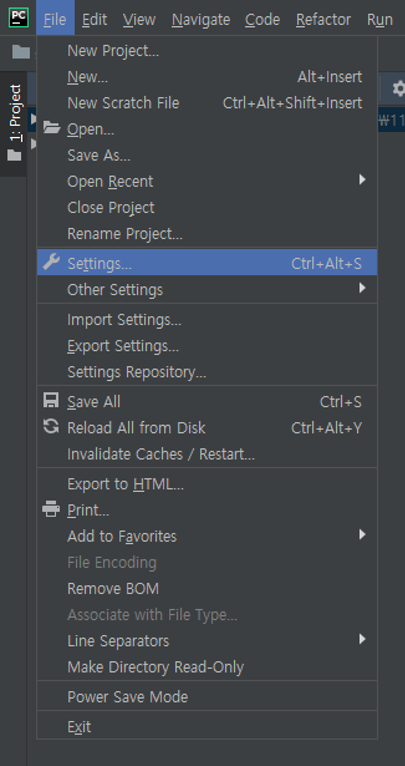 PC File Edit View Navigate Code Refactor Run
New Project...
New... Alt+Insert
New Scratch File Ctrl+Alt+Shift+Insert
1: Project
₩11
Open...
Save As...
Open Recent
Close Project
Rename Project...
Settings... Ctrl+Alt+S
Other Settings
Import Settings...
Export Settings...
Settings Repository...
Save All Ctrl+S
Reload All from Disk Ctrl+Alt+Y
Invalidate Caches / Restart...
Export to HTML...
Print...
Add to Favorites
File Encoding
Remove BOM
Associate with File Type...
Line Separators
Make Directory Read-Only
Power Save Mode
Exit